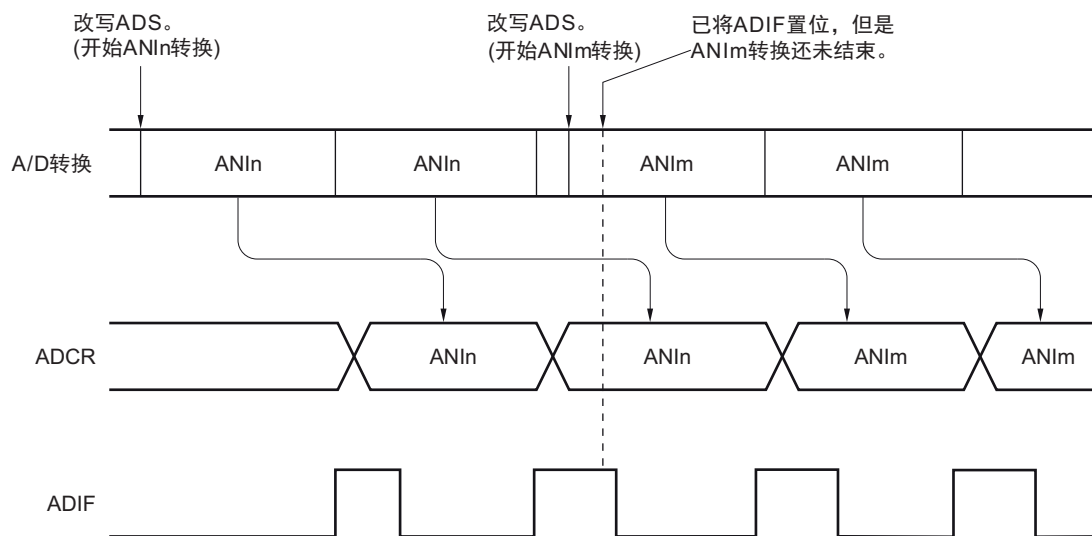 改写ADS。
(开始ANIn转换)
改写ADS。
(开始ANIm转换)
已将ADIF置位，但是
ANIm转换还未结束。
A/D转换
ANIn
ANIn
ANIm
ANIm
ADCR
ANIn
ANIn
ANIm
ANIm
ADIF